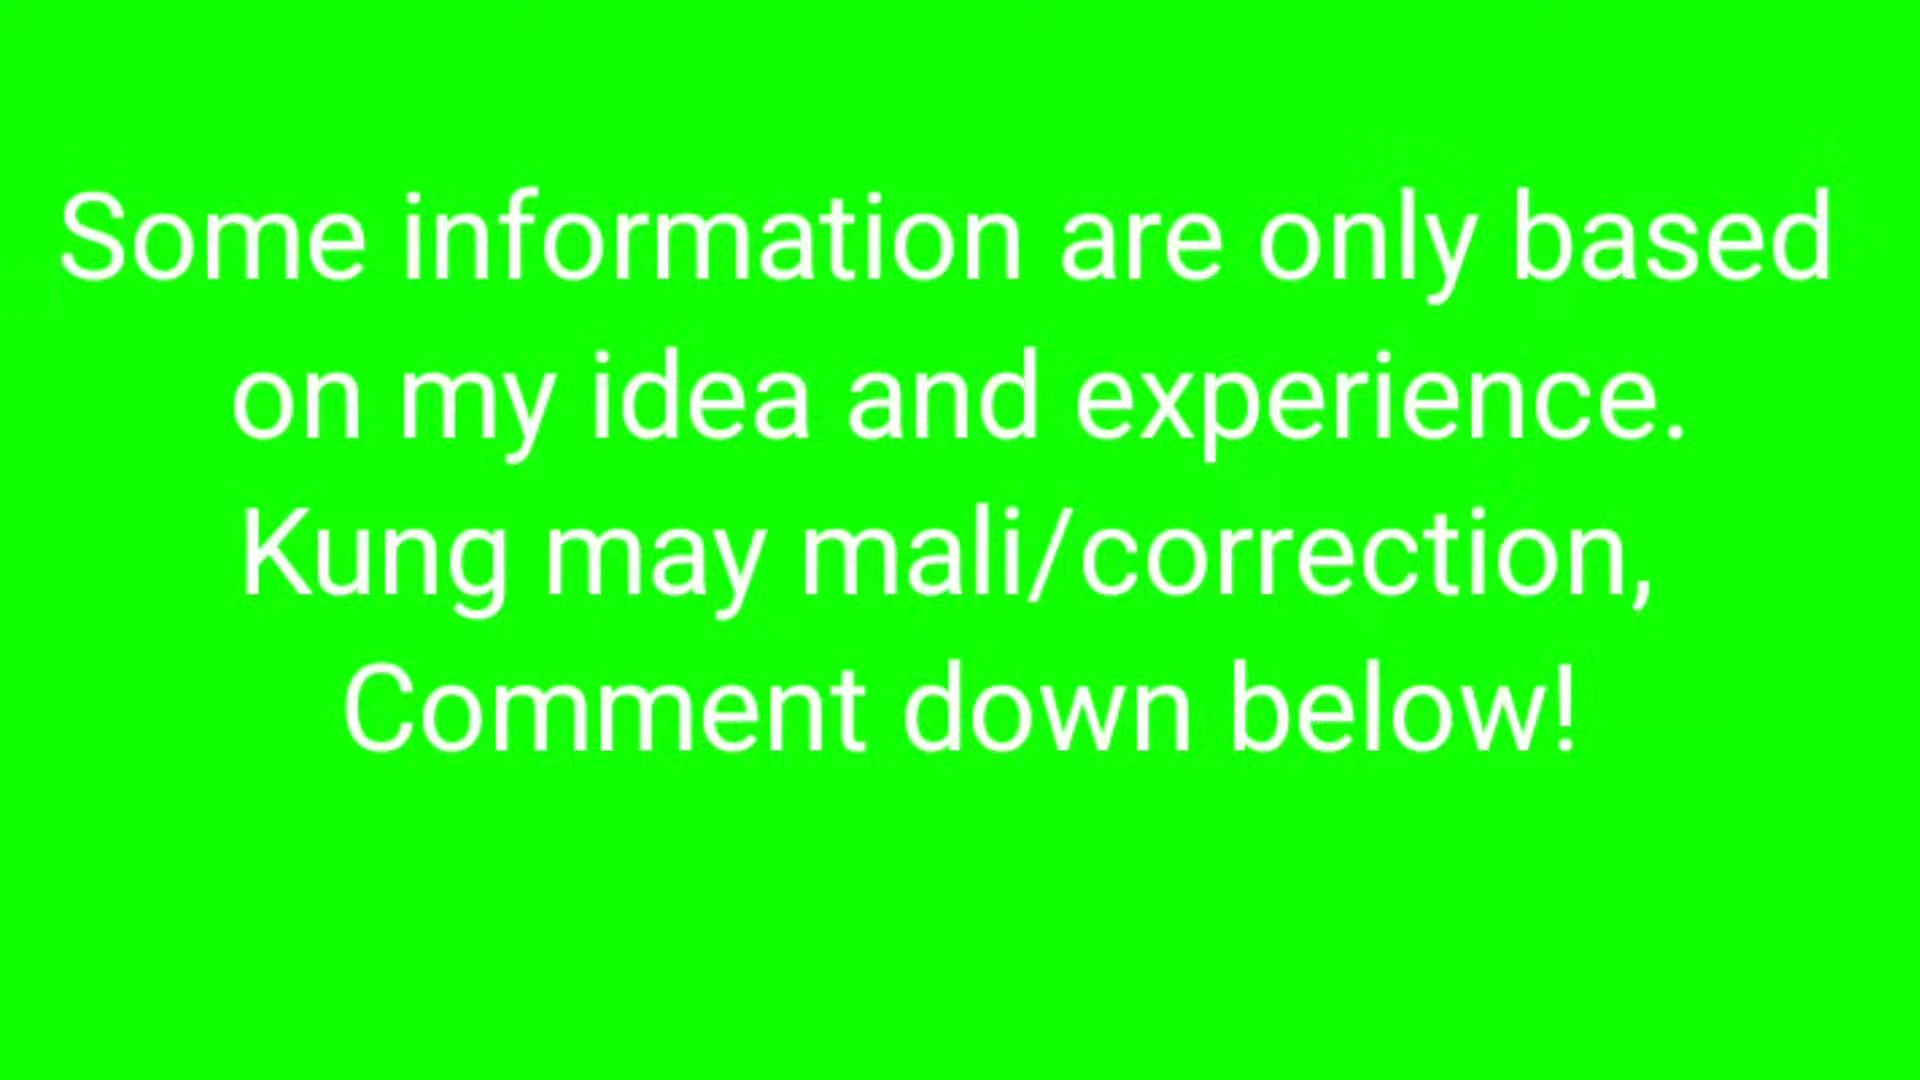 Some information are only based
on my idea and experience.
Kung may mali/correction,
Comment down below!